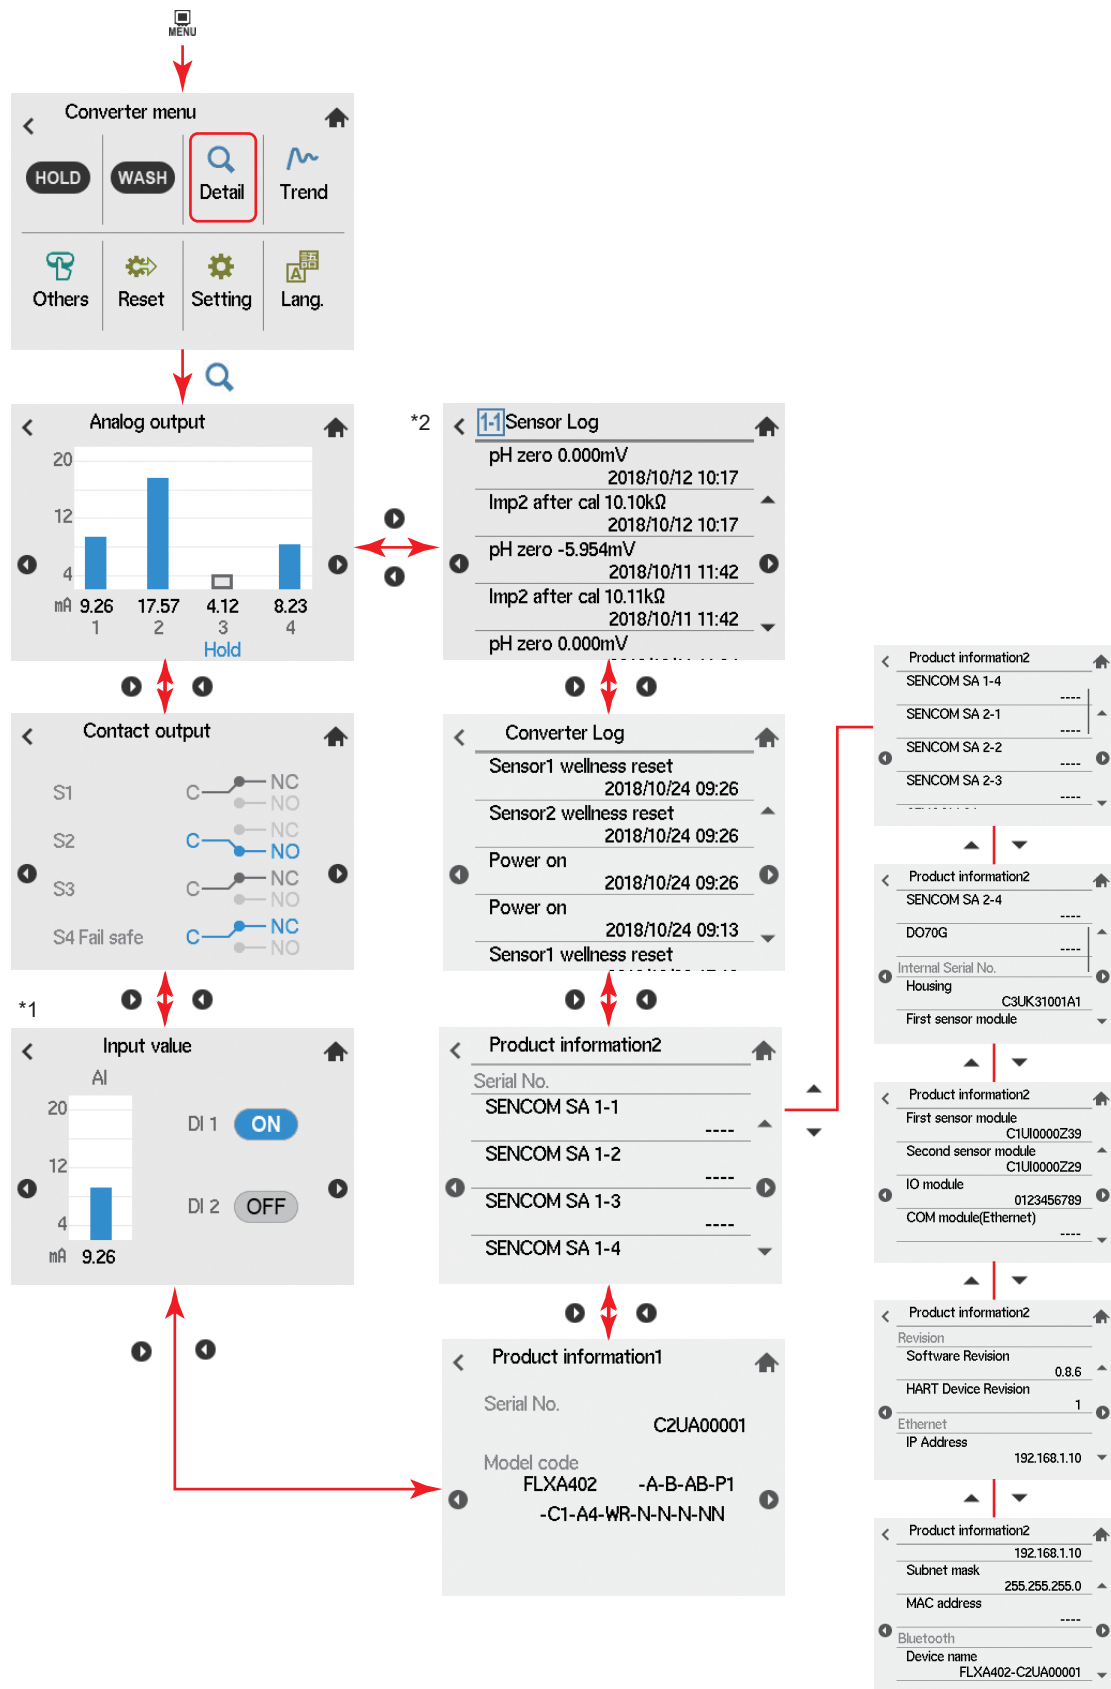 MENU
Converter menu
HOLD
WASH
Detail
Trend
Others
Reset
Setting
A 語
Lang.
Analog output
20
12
4
mA 9.26 17.57 4.12 8.23
1 2 3 4
Hold
Contact output
S1 C NC
NO
S2 C NC
NO
S3 C NC
NO
S4 Fail safe C NC
NO
*1
Input value
AI
20
12
4
mA 9.26
DI 1 ON
DI 2 OFF
*2
1-1 Sensor Log
pH zero 0.000mV
2018/10/12 10:17
Imp2 after cal 10.10kΩ
2018/10/12 10:17
pH zero -5.954mV
2018/10/11 11:42
Imp2 after cal 10.11kΩ
2018/10/11 11:42
pH zero 0.000mV
Converter Log
Sensor1 wellness reset
2018/10/24 09:26
Sensor2 wellness reset
2018/10/24 09:26
Power on
2018/10/24 09:26
Power on
2018/10/24 09:13
Sensor1 wellness reset
Product information2
Serial No.
SENCOM SA 1-1
----
SENCOM SA 1-2
----
SENCOM SA 1-3
----
SENCOM SA 1-4
Product information1
Serial No.
C2UA00001
Model code
FLXA402 -A-B-AB-P1
-C1-A4-WR-N-N-N-NN
Product information2
SENCOM SA 1-4
----
SENCOM SA 2-1
----
SENCOM SA 2-2
----
SENCOM SA 2-3
----
Product information2
SENCOM SA 2-4
----
DO70G
----
Internal Serial No.
Housing
C3UK31001A1
First sensor module
Product information2
First sensor module
C1UI0000Z39
Second sensor module
C1UI0000Z29
IO module
0123456789
COM module(Ethernet)
----
Product information2
Revision
Software Revision
0.8.6
HART Device Revision
1
Ethernet
IP Address
192.168.1.10
Product information2
192.168.1.10
Subnet mask
255.255.255.0
MAC address
----
Bluetooth
Device name
FLXA402-C2UA00001